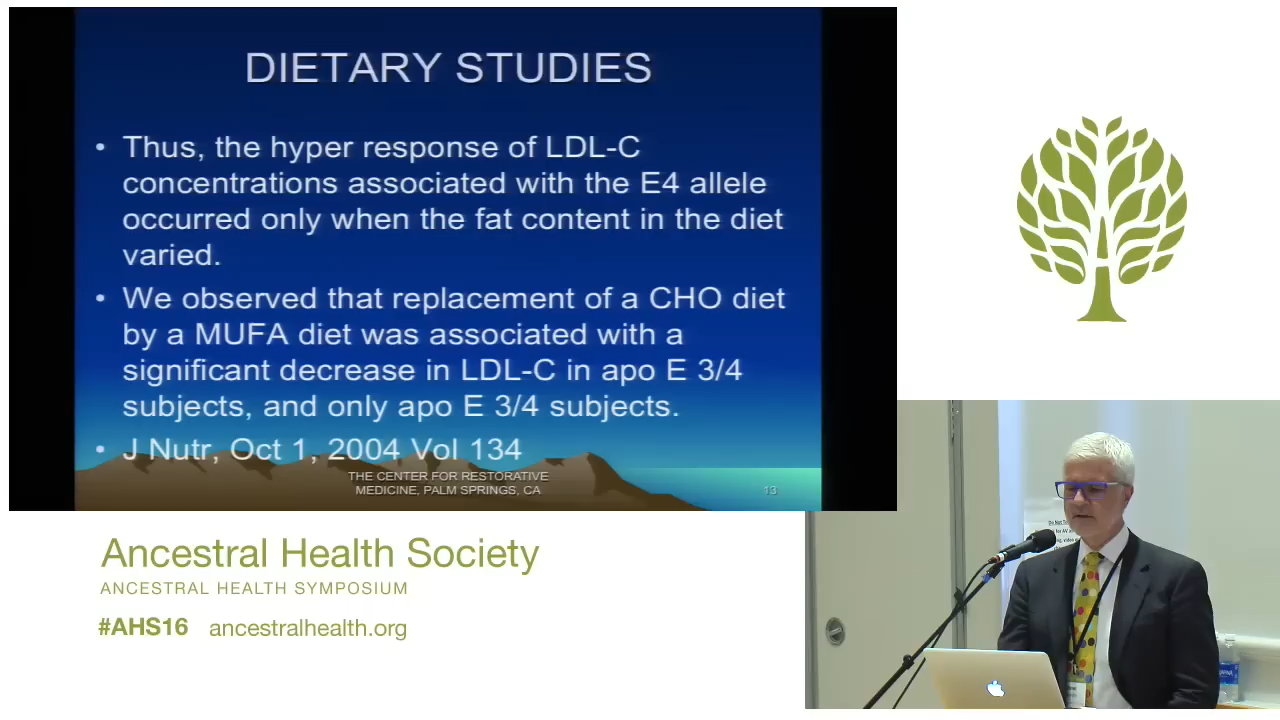 DIETARY STUDIES
• Thus, the hyper response of LDL-C
concentrations associated with the E4 allele
occurred only when the fat content in the diet
varied.
• We observed that replacement of a CHO diet
by a MUFA diet was associated with a
significant decrease in LDL-C in apo E 3/4
subjects, and only apo E 3/4 subjects.
• J Nutr, Oct 1, 2004 Vol 134
THE CENTER FOR RESTORATIVE
MEDICINE, PALM SPRINGS, CA
13
Ancestral Health Society
ANCESTRAL HEALTH SYMPOSIUM
#AHS16 ancestralhealth.org